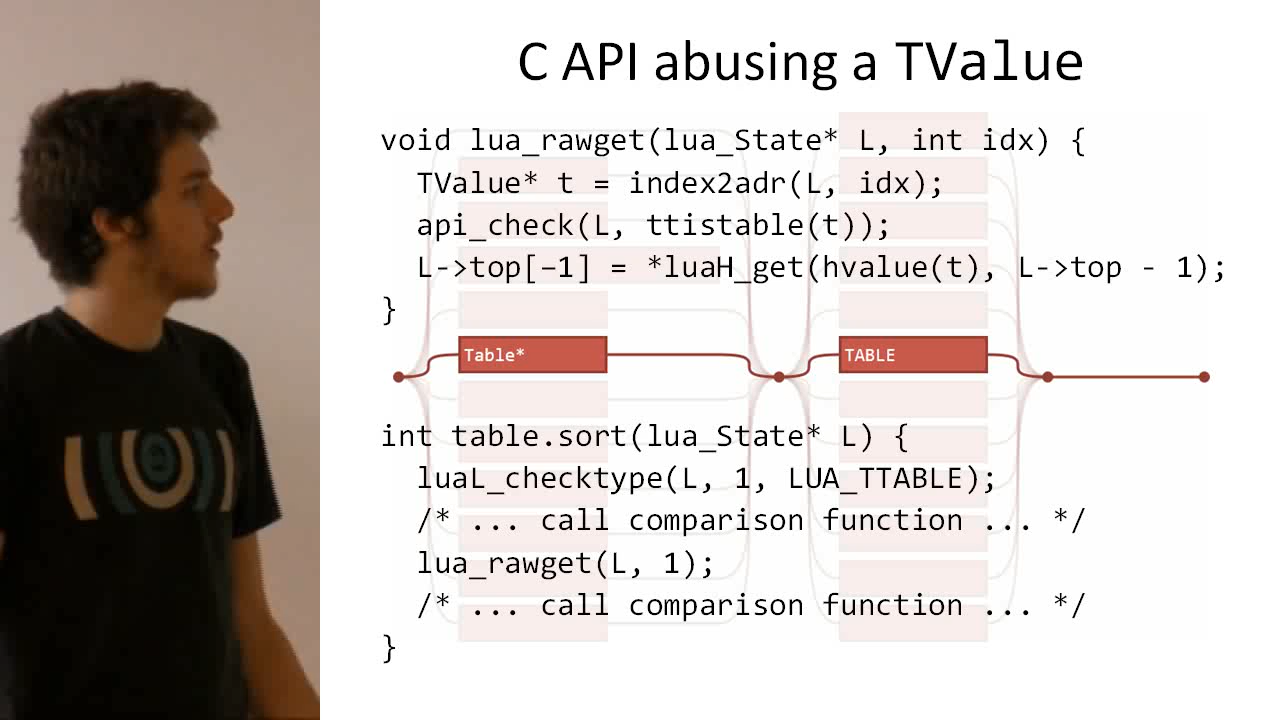 C API abusing a TValue
void lua_rawget(lua_State* L, int idx) {
TValue* t = index2adr(L, idx);
api_check(L, ttistable(t));
L->top[–1] = *luaH_get(hvalue(t), L->top - 1);
}
Table*
TABLE
int table.sort(lua_State* L) {
luaL_checktype(L, 1, LUA_TTABLE);
/* ... call comparison function ... */
lua_rawget(L, 1);
/* ... call comparison function ... */
}